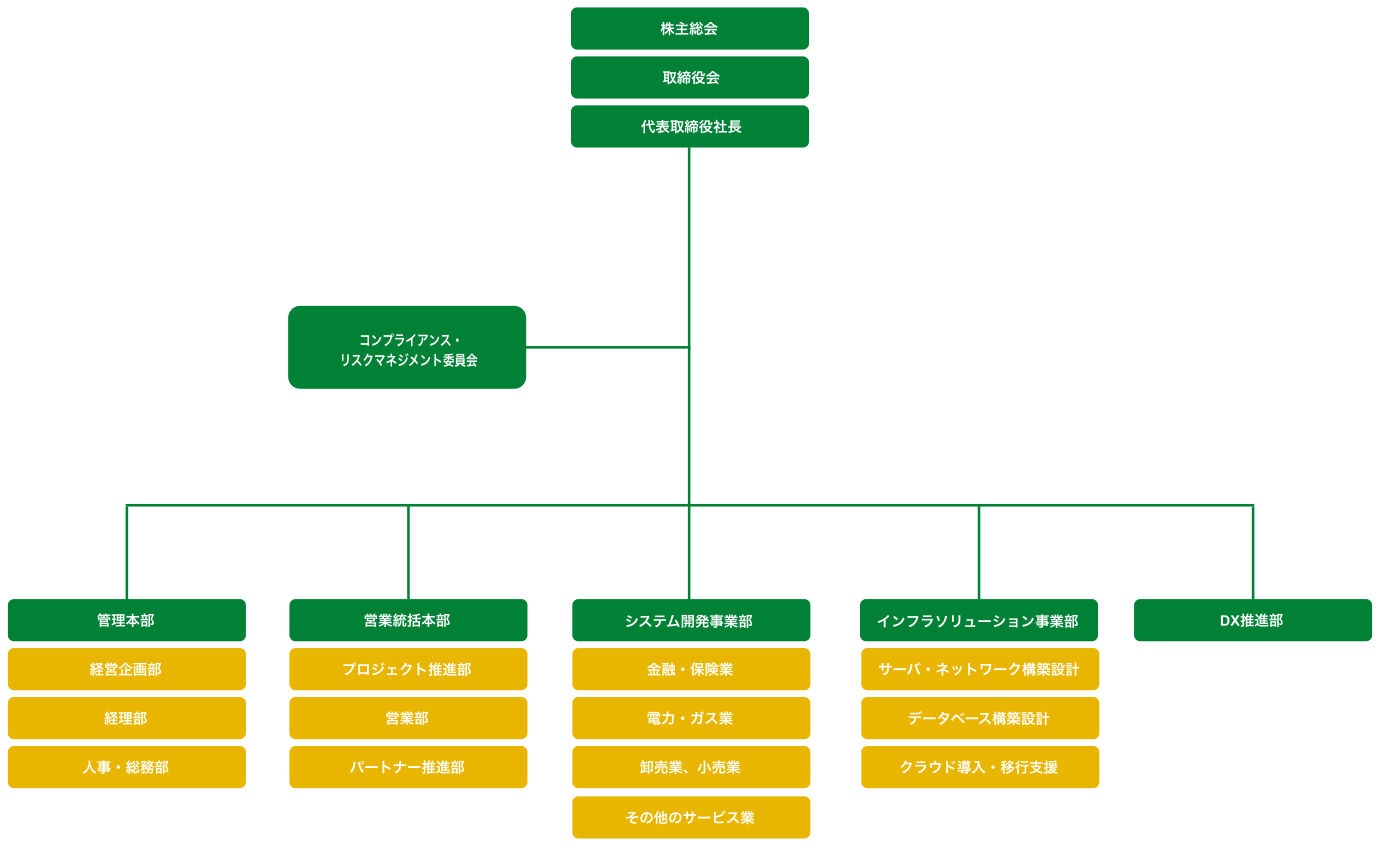 株主総会
取締役会
代表取締役社長
コンプライアンス・
リスクマネジメント委員会
管理本部
経営企画部
経理部
人事・総務部
営業統括本部
プロジェクト推進部
営業部
パートナー推進部
システム開発事業部
金融・保険業
電力・ガス業
卸売業、小売業
その他のサービス業
インフラソリューション事業部
サーバ・ネットワーク構築設計
データベース構築設計
クラウド導入・移行支援
DX推進部